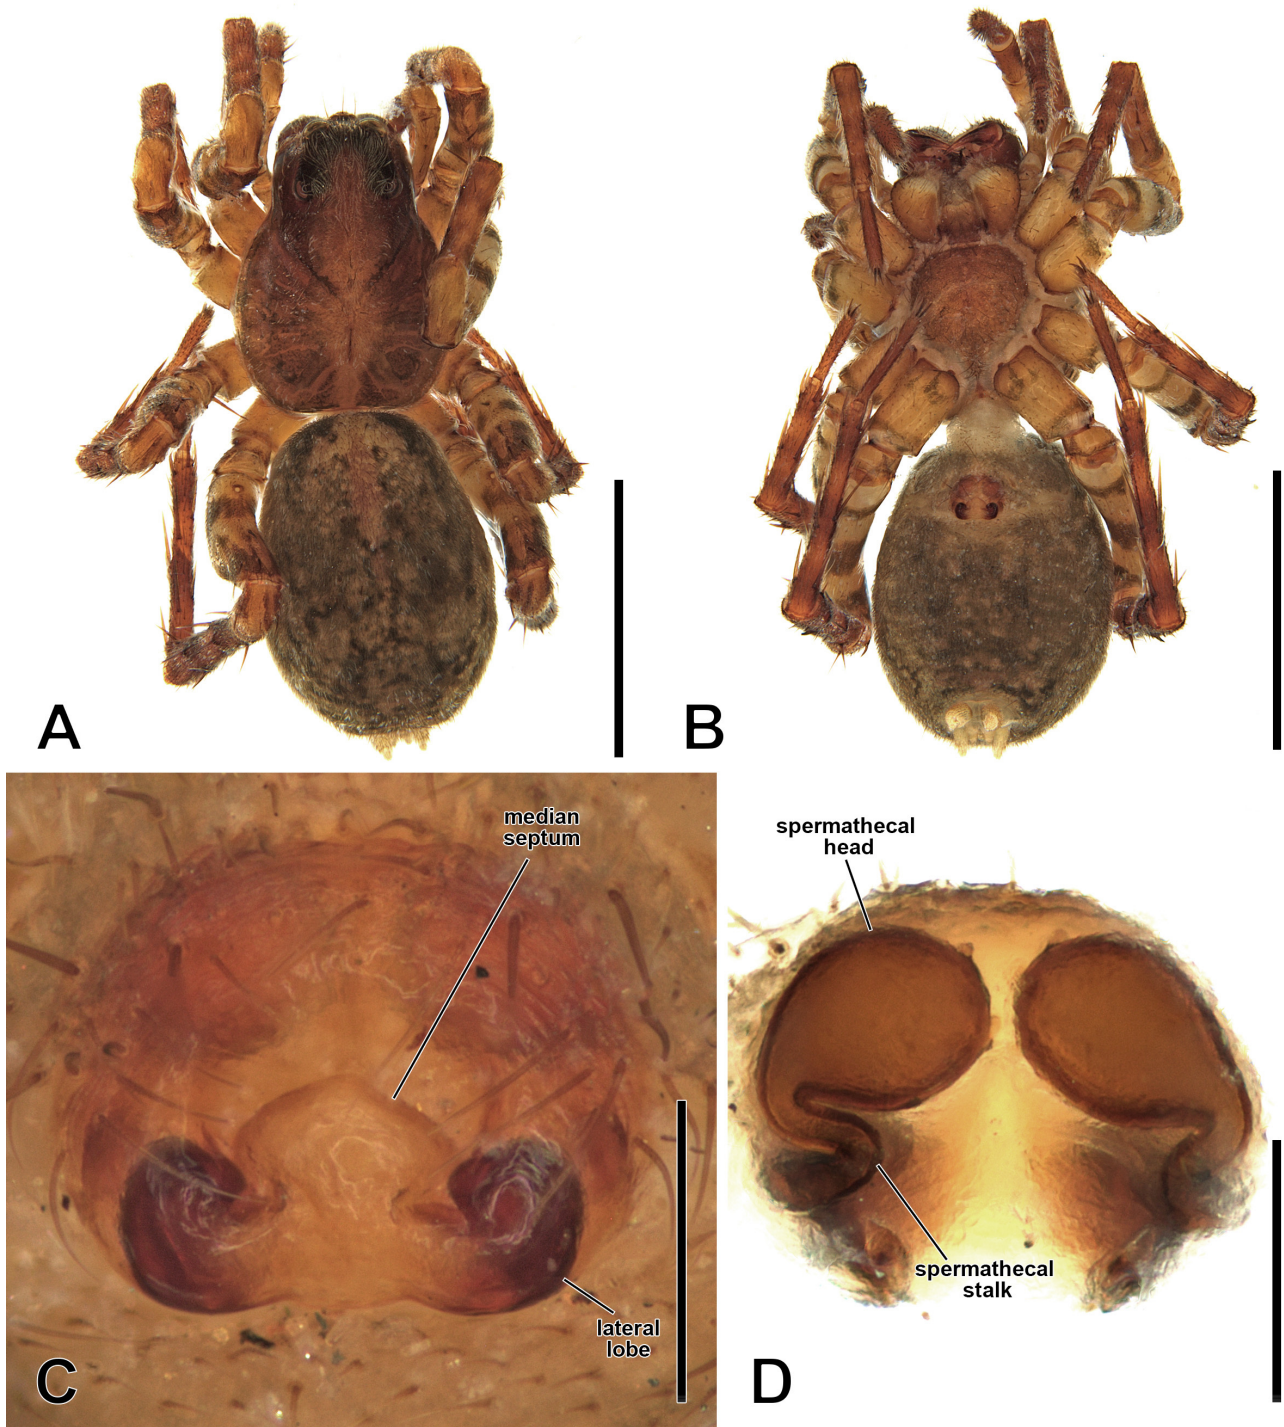 A
B
median
septum
lateral
lobe
C
spermathecal
head
spermathecal
stalk
D